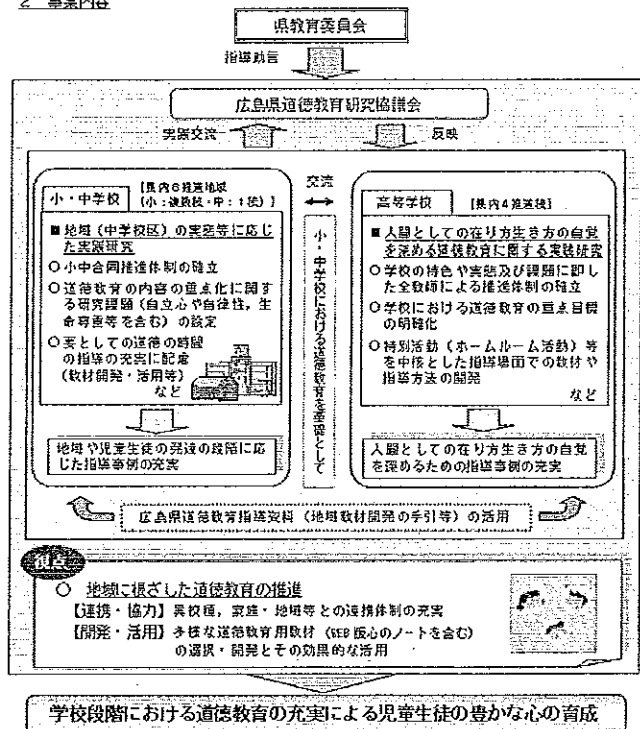 2 事業内容
県教育委員会
指導助言
広島県道徳教育研究協議会
実践交流
反映
小・中学校
【県内6推進地域
(小:複数校・中:1校)】
■ 地域(中学校区)の実態等に応じ
た実践研究
○ 小中合同推進体制の確立
○ 道徳教育の内容の重点化に関す
る研究課題(自立心や自律性,生
命尊重等を含む)の設定
○ 要としての道徳の時間
の指導の充実に配慮
(教材開発・活用等)
など
地域や児童生徒の発達の段階に応
じた指導事例の充実
交流
小・中学校における道徳教育を基礎として
高等学校
【県内4推進校】
■ 人間としての在り方生き方の自覚
を深める道徳教育に関する実践研究
○ 学校の特色や実態及び課題に即し
た全教師による推進体制の確立
○ 学校における道徳教育の重点目標
の明確化
○ 特別活動(ホームルーム活動)等
を中核とした指導場面での教材や
指導方法の開発
など
人間としての在り方生き方の自覚
を深めるための指導事例の充実
広島県道徳教育指導資料(地域教材開発の手引等)の活用
視点
○ 地域に根ざした道徳教育の推進
【連携・協力】異校種,家庭・地域等との連携体制の充実
【開発・活用】多様な道徳教育用教材(WEB版心のノートを含む)
の選択・開発とその効果的な活用
学校段階における道徳教育の充実による児童生徒の豊かな心の育成